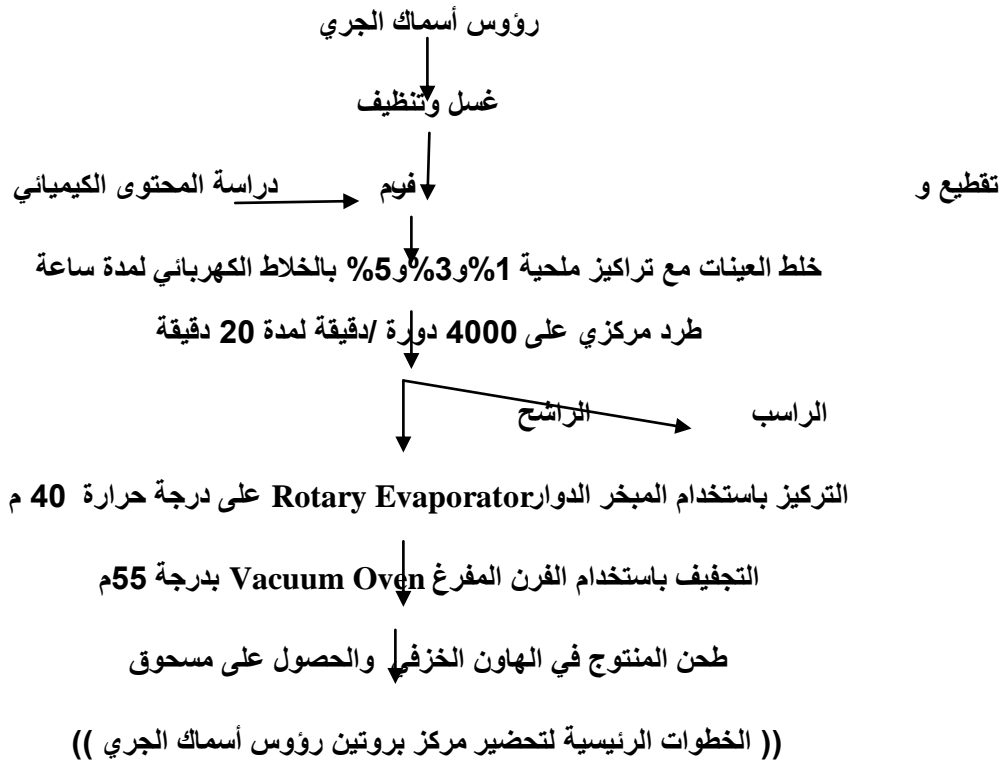 رؤوس أسماك الجري
غسل وتنظيف
تقطيع و فرم دراسة المحتوى الكيميائي
خلط العينات مع تراكيز ملحية 1%و3%و5% بالخلاط الكهربائي لمدة ساعة
طرد مركزي على 4000 دورة /دقيقة لمدة 20 دقيقة
الراسب الراشح
التركيز باستخدام المبخر الدوارRotary Evaporator على درجة حرارة 40 م
التجفيف باستخدام الفرن المفرغ Vacuum Oven بدرجة 55م
طحن المنتوج في الهاون الخزفي والحصول على مسحوق
(( الخطوات الرئيسية لتحضير مركز بروتين رؤوس أسماك الجري ))